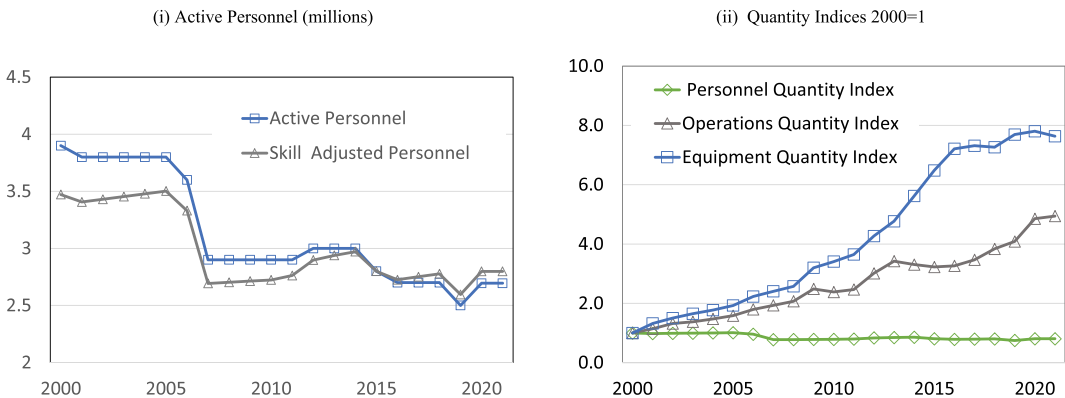 (i) Active Personnel (millions)
4.5
4
3.5
3
2.5
2
Active Personnel
Skill Adjusted Personnel
2000 2005 2010 2015 2020
(ii) Quantity Indices 2000=1
10.0
8.0
6.0
4.0
2.0
0.0
Personnel Quantity Index
Operations Quantity Index
Equipment Quantity Index
2000 2005 2010 2015 2020